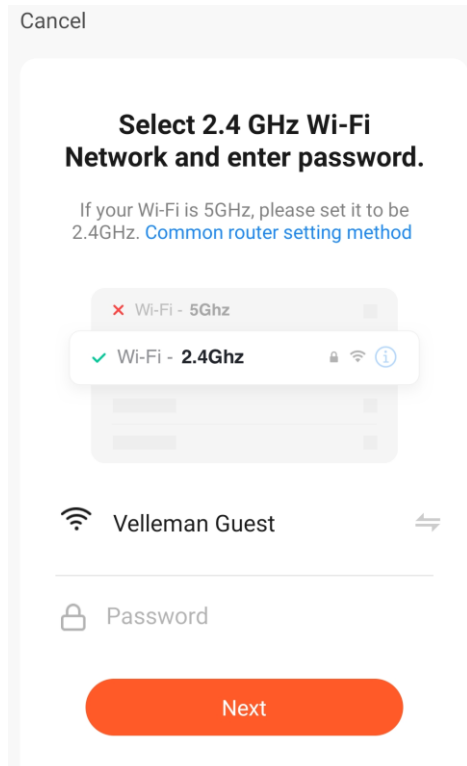 Cancel
Select 2.4 GHz Wi-Fi
Network and enter password.
If your Wi-Fi is 5GHz, please set it to be
2.4GHz. Common router setting method
Wi-Fi - 5Ghz
Wi-Fi - 2.4Ghz
Velleman Guest
Password
Next